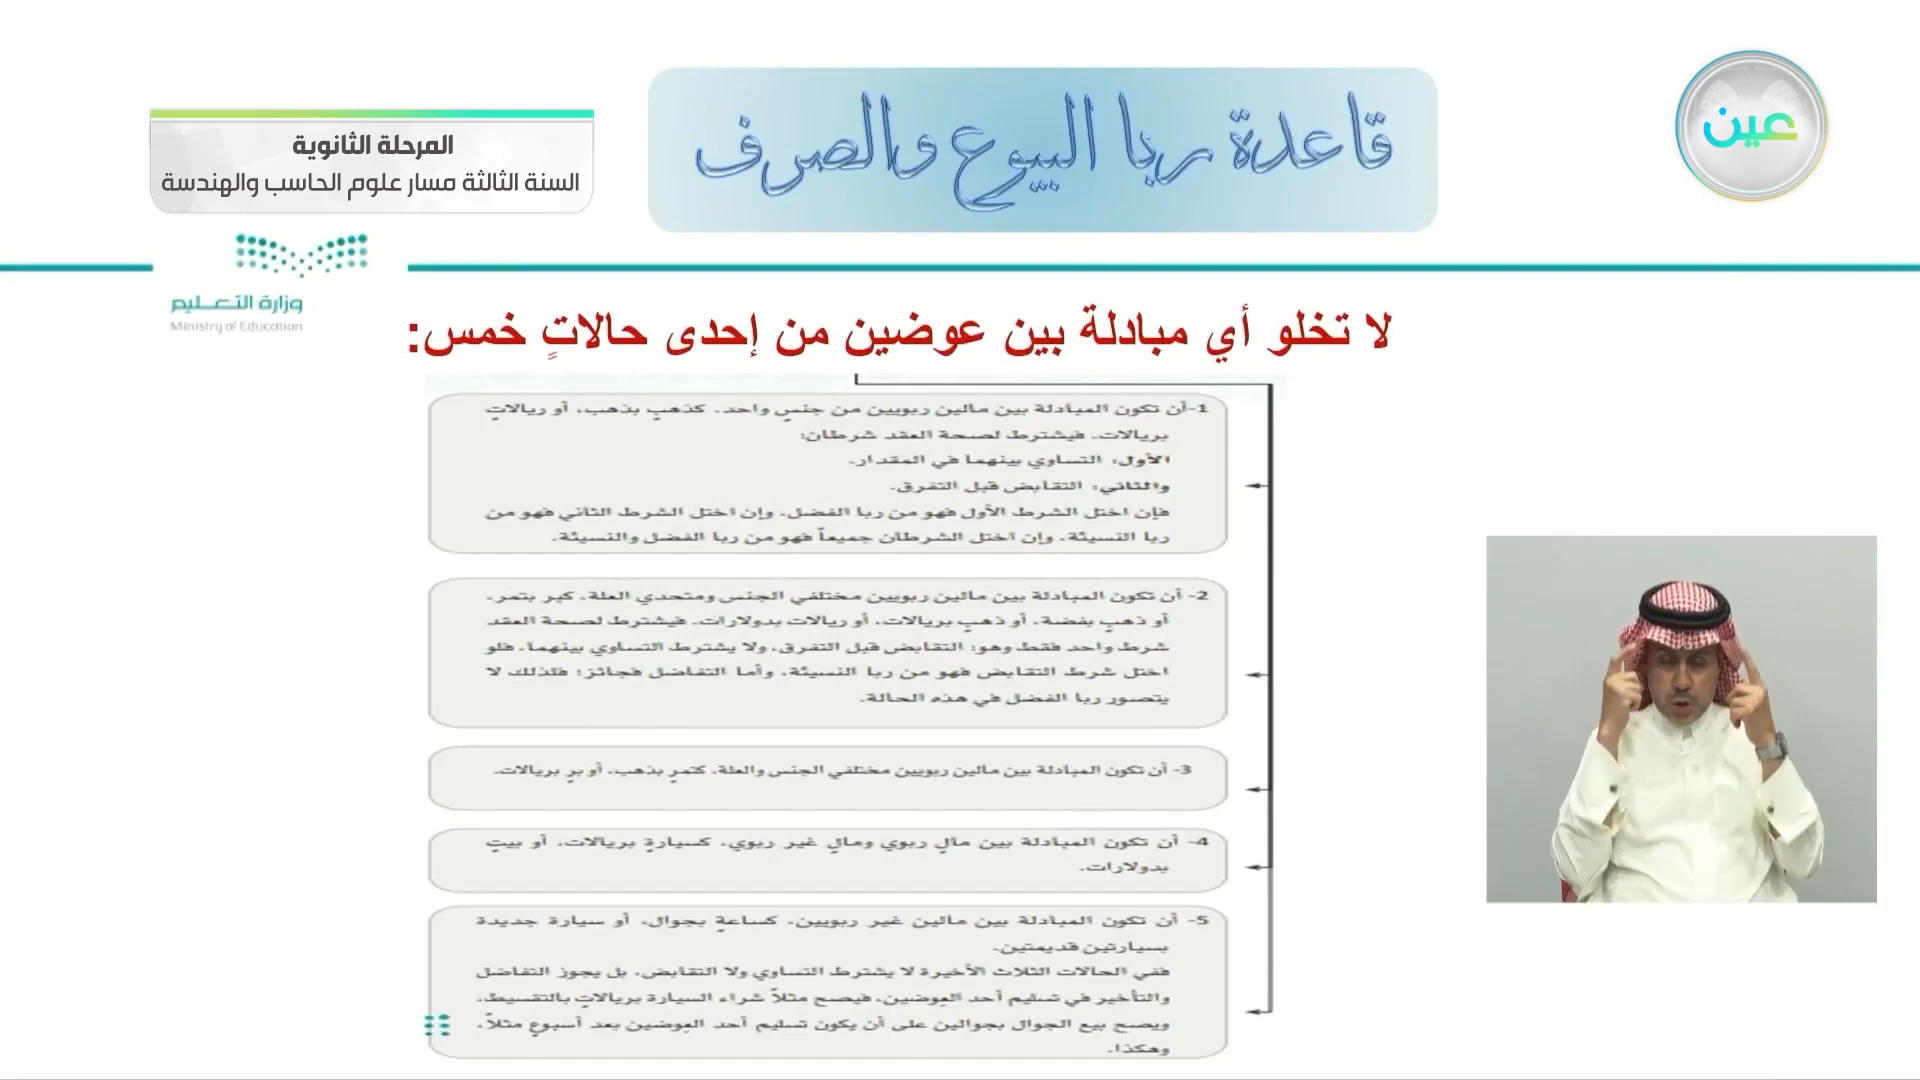 قاعدة ربا البيوع والصرف
عين
المرحلة الثانوية
السنة الثالثة مسار علوم الحاسب والهندسة
وزارة التعـــليم
Ministry of Education
لا تخلو أي مبادلة بين عوضين من إحدى حالاتٍ خمس:
1-أن تكون المبادلة بين مالين ربويين من جنسٍ واحد، كذهبٍ بذهب، أو ريالاتٍ
بريالات، فيشترط لصحة العقد شرطان:
الأول: التساوي بينهما في المقدار.
والثاني: التقابض قبل التفرق.
فإن اختل الشرط الأول فهو من ربا الفضل، وإن اختل الشرط الثاني فهو من
ربا النسيئة، وإن اختل الشرطان جميعاً فهو من ربا الفضل والنسيئة.
2- أن تكون المبادلة بين مالين ربويين مختلفي الجنس ومتحدي العلة، كبر بتمر،
أو ذهبٍ بفضة، أو ذهبٍ بريالات، أو ريالات بدولارات، فيشترط لصحة العقد
شرط واحد فقط وهو: التقابض قبل التفرق، ولا يشترط التساوي بينهما، فلو
اختل شرط التقابض فهو من ربا النسيئة، وأما التفاضل فجائز؛ فلذلك لا
يتصور ربا الفضل في هذه الحالة.
3- أن تكون المبادلة بين مالين ربويين مختلفي الجنس والعلة، كتمرٍ بذهب، أو برٍ بريالات.
4- أن تكون المبادلة بين مالٍ ربوي ومالٍ غير ربوي، كسيارةٍ بريالات، أو بيتٍ
بدولارات.
5- أن تكون المبادلة بين مالين غير ربويين، كساعةٍ بجوال، أو سيارة جديدة
بسيارتين قديمتين.
ففي الحالات الثلاث الأخيرة لا يشترط التساوي ولا التقابض، بل يجوز التفاضل
والتأخير في تسليم أحد العوضين، فيصح مثلاً شراء السيارة بريالاتٍ بالتقسيط،
ويصح بيع الجوال بجوالين على أن يكون تسليم أحد العوضين بعد أسبوعٍ مثلاً،
وهكذا.